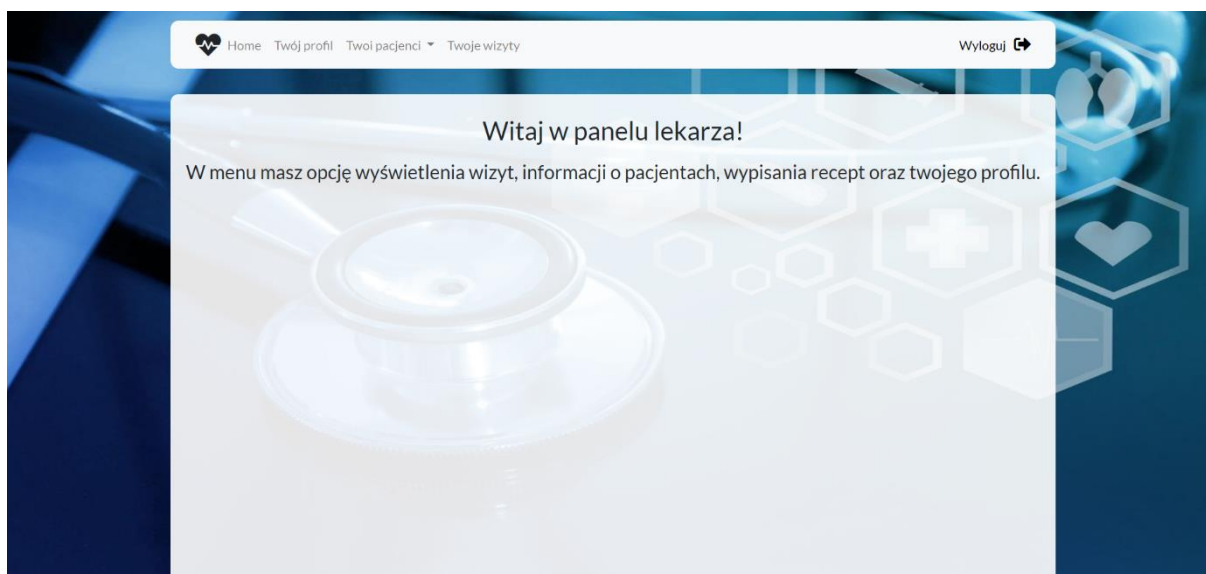 Home Twój profil Twoi pacjenci Twoje wizyty Wyloguj
Witaj w panelu lekarza!
W menu masz opcję wyświetlenia wizyt, informacji o pacjentach, wypisania recept oraz twojego profilu.